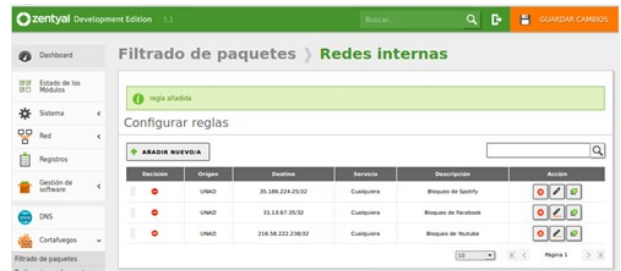 zentyal Development Edition 5.1
Buscar...
GUARDAR CAMBIOS
Dashboard
Estado de los Módulos
Sistema
Red
Registros
Gestión de software
DNS
Cortafuegos
Filtrado de paquetes
Filtrado de paquetes ⟩ Redes internas
regla añadida
Configurar reglas
+ AÑADIR NUEVO/A
Decisión Origen Destino Servicio Descripción Acción
UNAD 35.186.224.25/32 Cualquiera Bloqueo de Spotify
UNAD 31.13.67.35/32 Cualquiera Bloqueo de Facebook
UNAD 216.58.222.238/32 Cualquiera Bloqueo de Youtube
10 Página 1